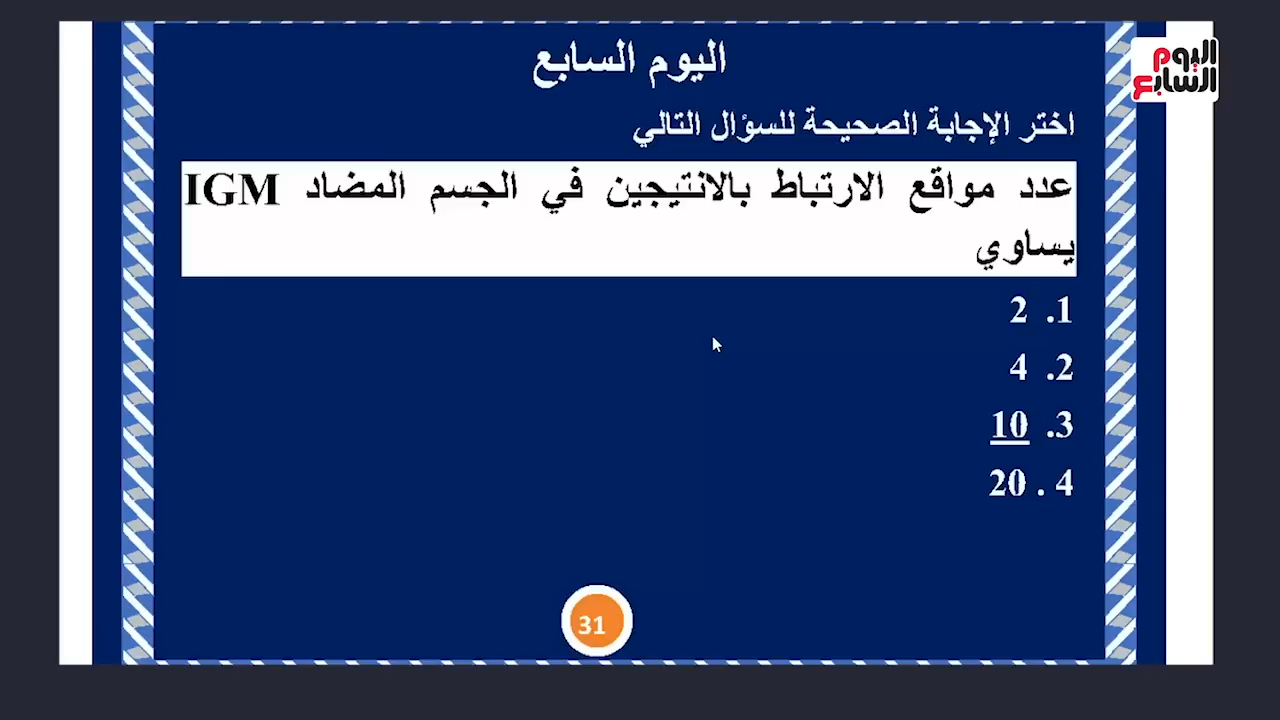 اليوم السابع
اليوم
السابع
اختر الإجابة الصحيحة للسؤال التالي
عدد مواقع الارتباط بالانتيجين في الجسم المضاد IGM
يساوي
1. 2
2. 4
3. 10
4 . 20
31